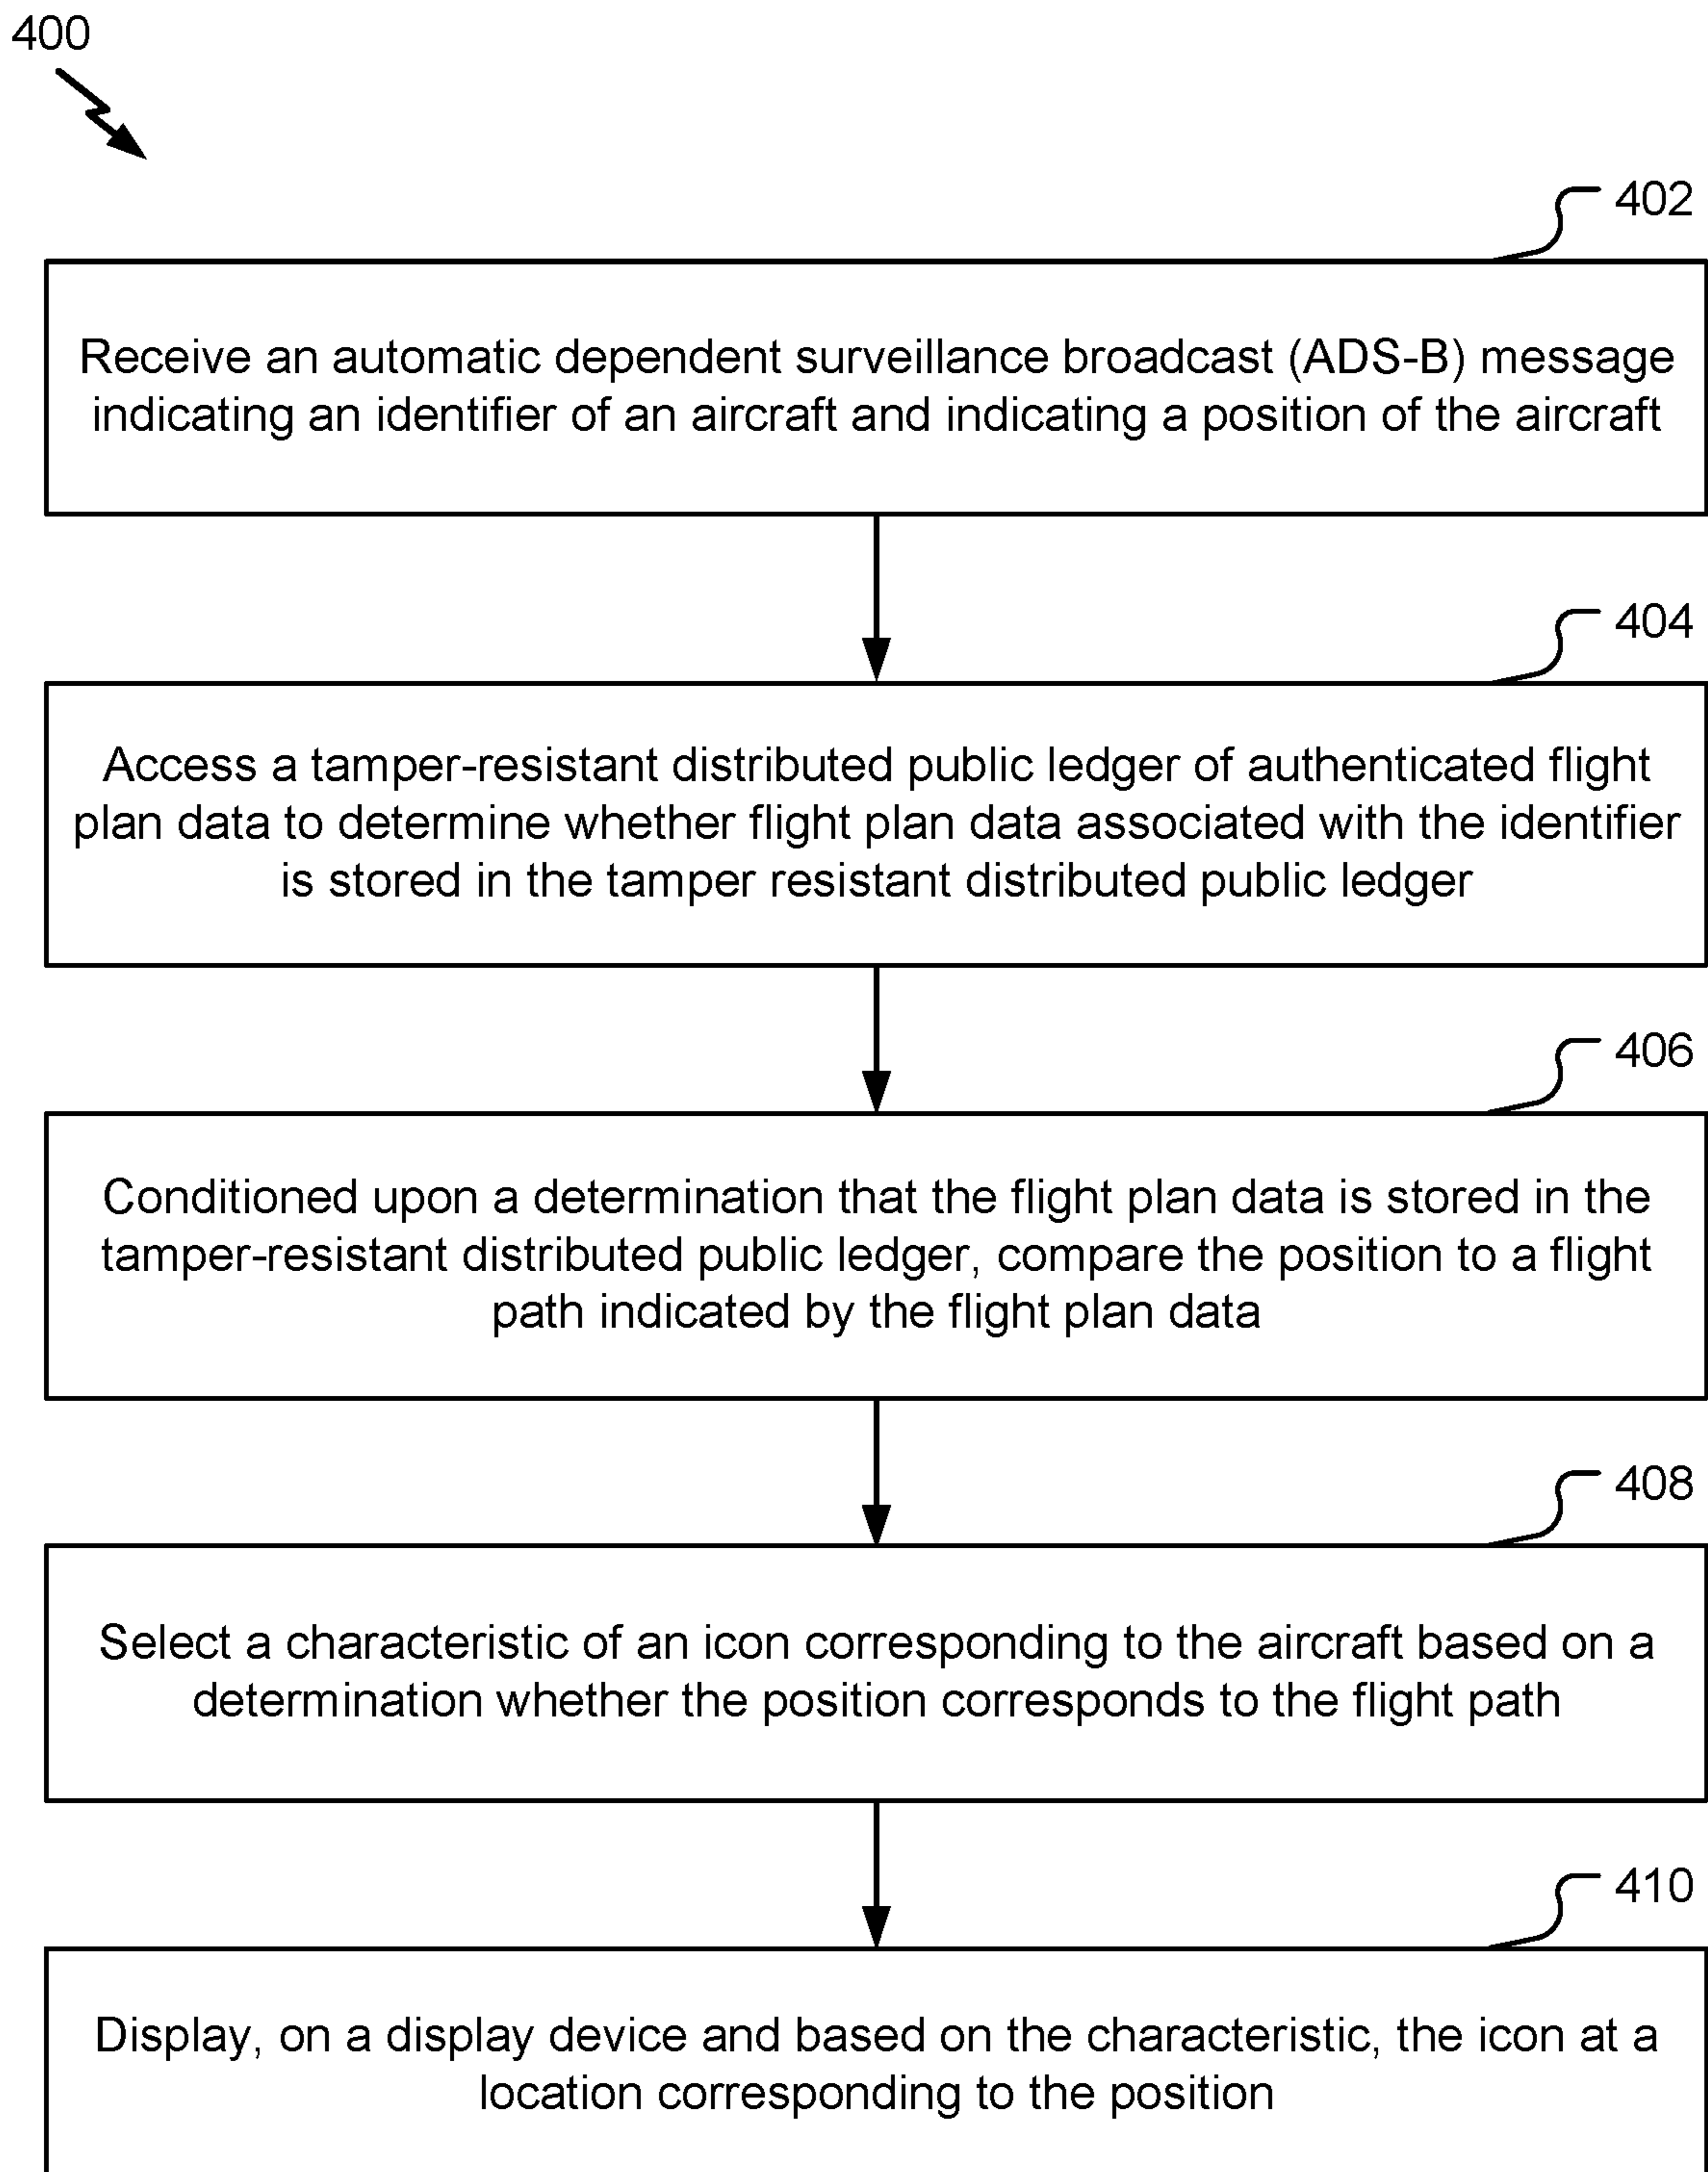 400
402
Receive an automatic dependent surveillance broadcast (ADS-B) message
indicating an identifier of an aircraft and indicating a position of the aircraft
404
Access a tamper-resistant distributed public ledger of authenticated flight
plan data to determine whether flight plan data associated with the identifier
is stored in the tamper resistant distributed public ledger
406
Conditioned upon a determination that the flight plan data is stored in the
tamper-resistant distributed public ledger, compare the position to a flight
path indicated by the flight plan data
408
Select a characteristic of an icon corresponding to the aircraft based on a
determination whether the position corresponds to the flight path
410
Display, on a display device and based on the characteristic, the icon at a
location corresponding to the position